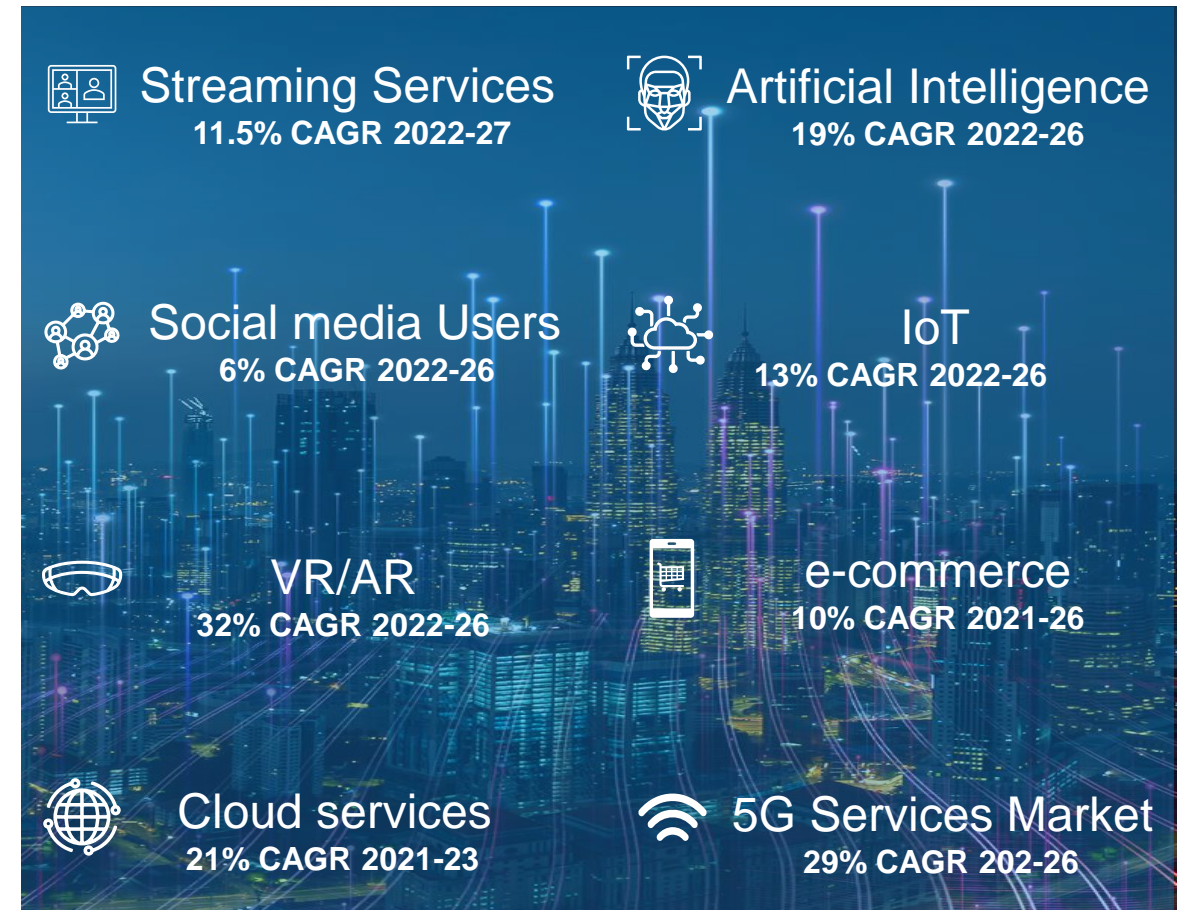 Streaming Services
11.5% CAGR 2022-27
Artificial Intelligence
19% CAGR 2022-26
Social media Users
6% CAGR 2022-26
IoT
13% CAGR 2022-26
VR/AR
32% CAGR 2022-26
e-commerce
10% CAGR 2021-26
Cloud services
21% CAGR 2021-23
5G Services Market
29% CAGR 202-26